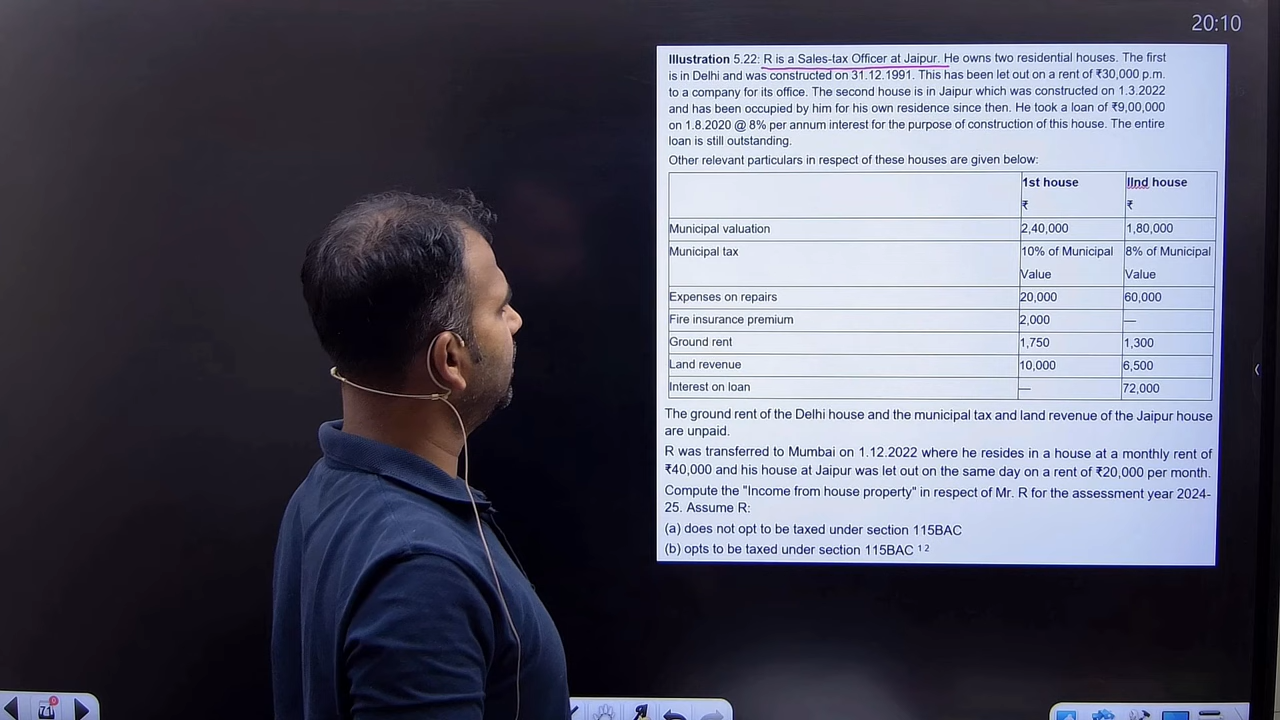 20:10
Illustration 5.22: R is a Sales-tax Officer at Jaipur. He owns two residential houses. The first
is in Delhi and was constructed on 31.12.1991. This has been let out on a rent of ₹30,000 p.m.
to a company for its office. The second house is in Jaipur which was constructed on 1.3.2022
and has been occupied by him for his own residence since then. He took a loan of ₹9,00,000
on 1.8.2020 @ 8% per annum interest for the purpose of construction of this house. The entire
loan is still outstanding.
Other relevant particulars in respect of these houses are given below:
1st house IInd house
₹ ₹
Municipal valuation 2,40,000 1,80,000
Municipal tax 10% of Municipal 8% of Municipal
Value Value
Expenses on repairs 20,000 60,000
Fire insurance premium 2,000 —
Ground rent 1,750 1,300
Land revenue 10,000 6,500
Interest on loan — 72,000
The ground rent of the Delhi house and the municipal tax and land revenue of the Jaipur house
are unpaid.
R was transferred to Mumbai on 1.12.2022 where he resides in a house at a monthly rent of
₹40,000 and his house at Jaipur was let out on the same day on a rent of ₹20,000 per month.
Compute the "Income from house property" in respect of Mr. R for the assessment year 2024-
25. Assume R:
(a) does not opt to be taxed under section 115BAC
(b) opts to be taxed under section 115BAC 1 2
71